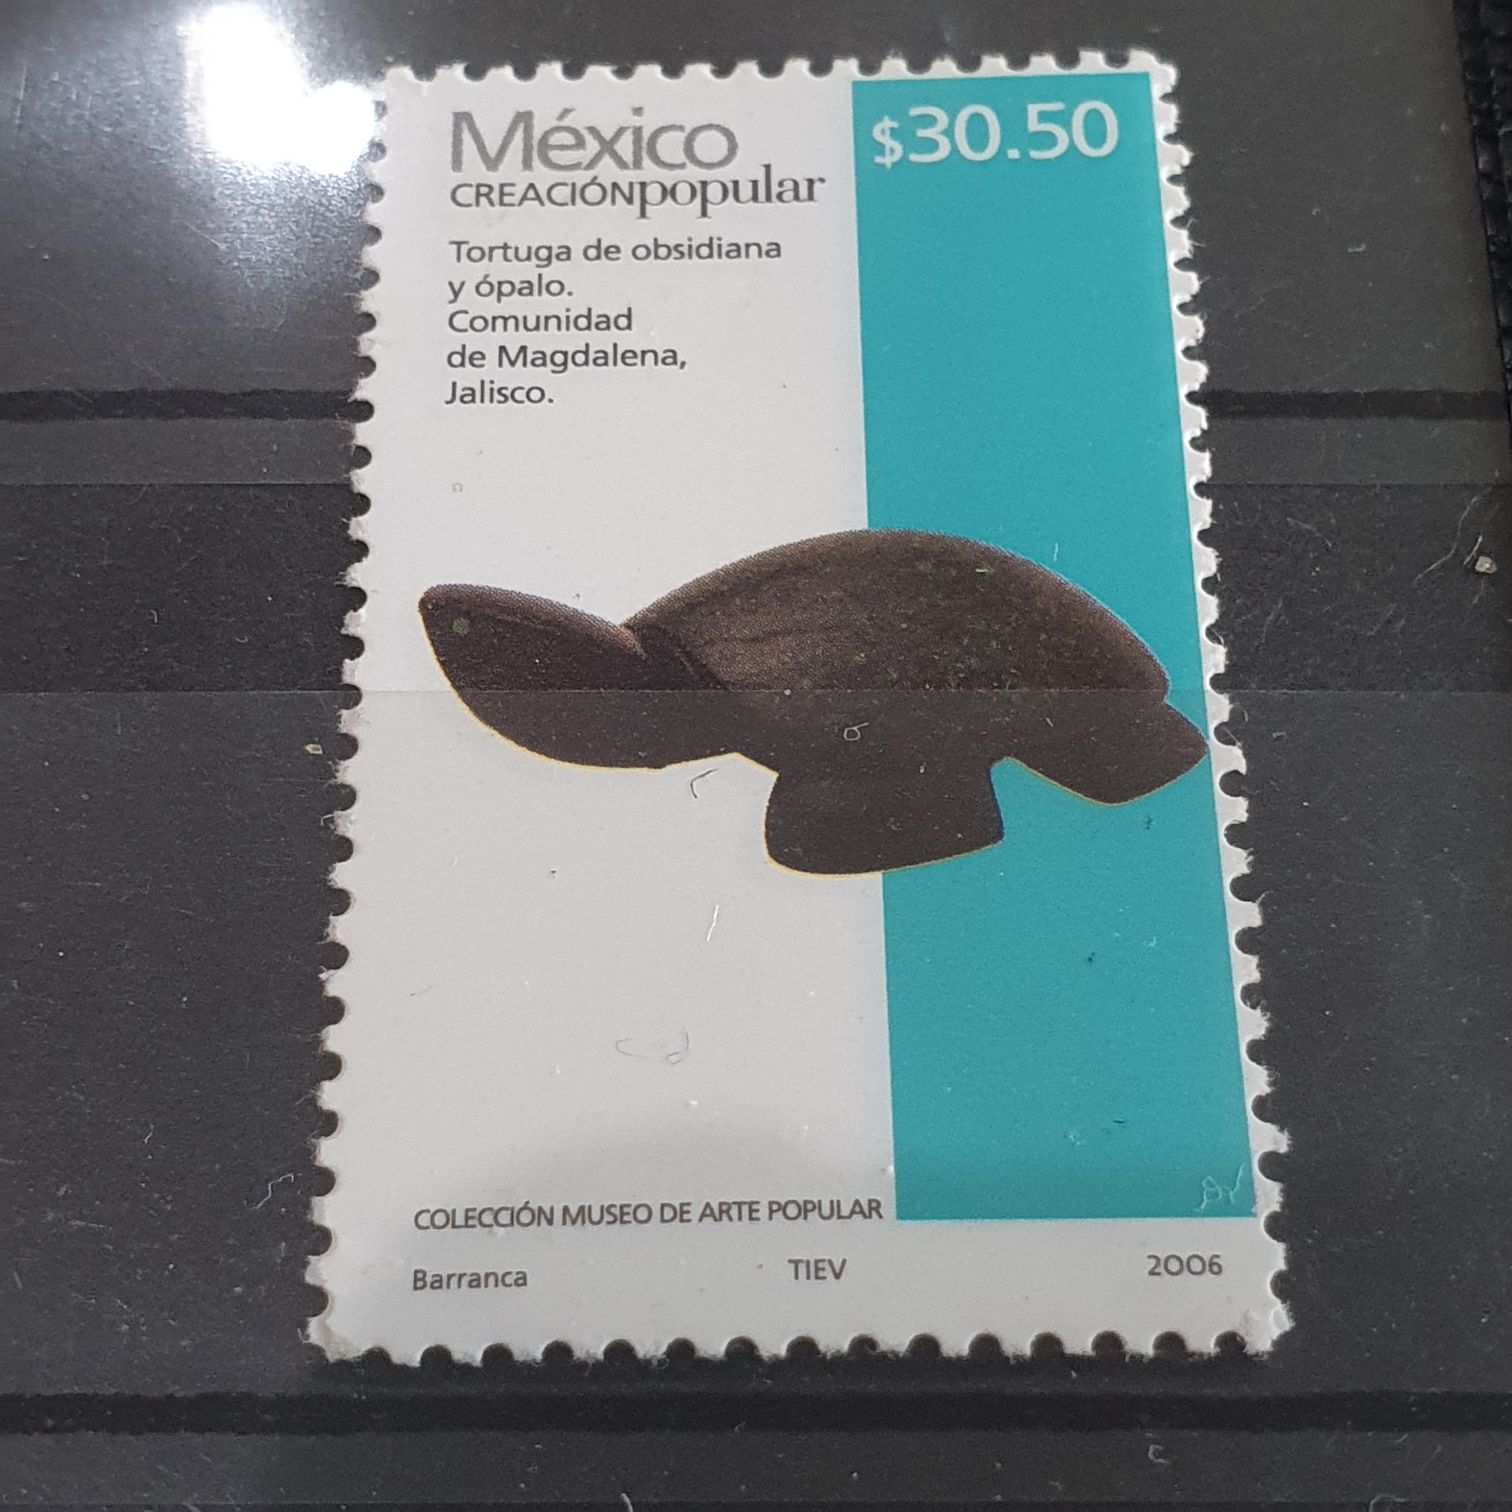 México
$30.50
CREACIÓNpopular
Tortuga de obsidiana
y ópalo.
Comunidad
de Magdalena,
Jalisco.
COLECCIÓN MUSEO DE ARTE POPULAR
Barranca TIEV 2006